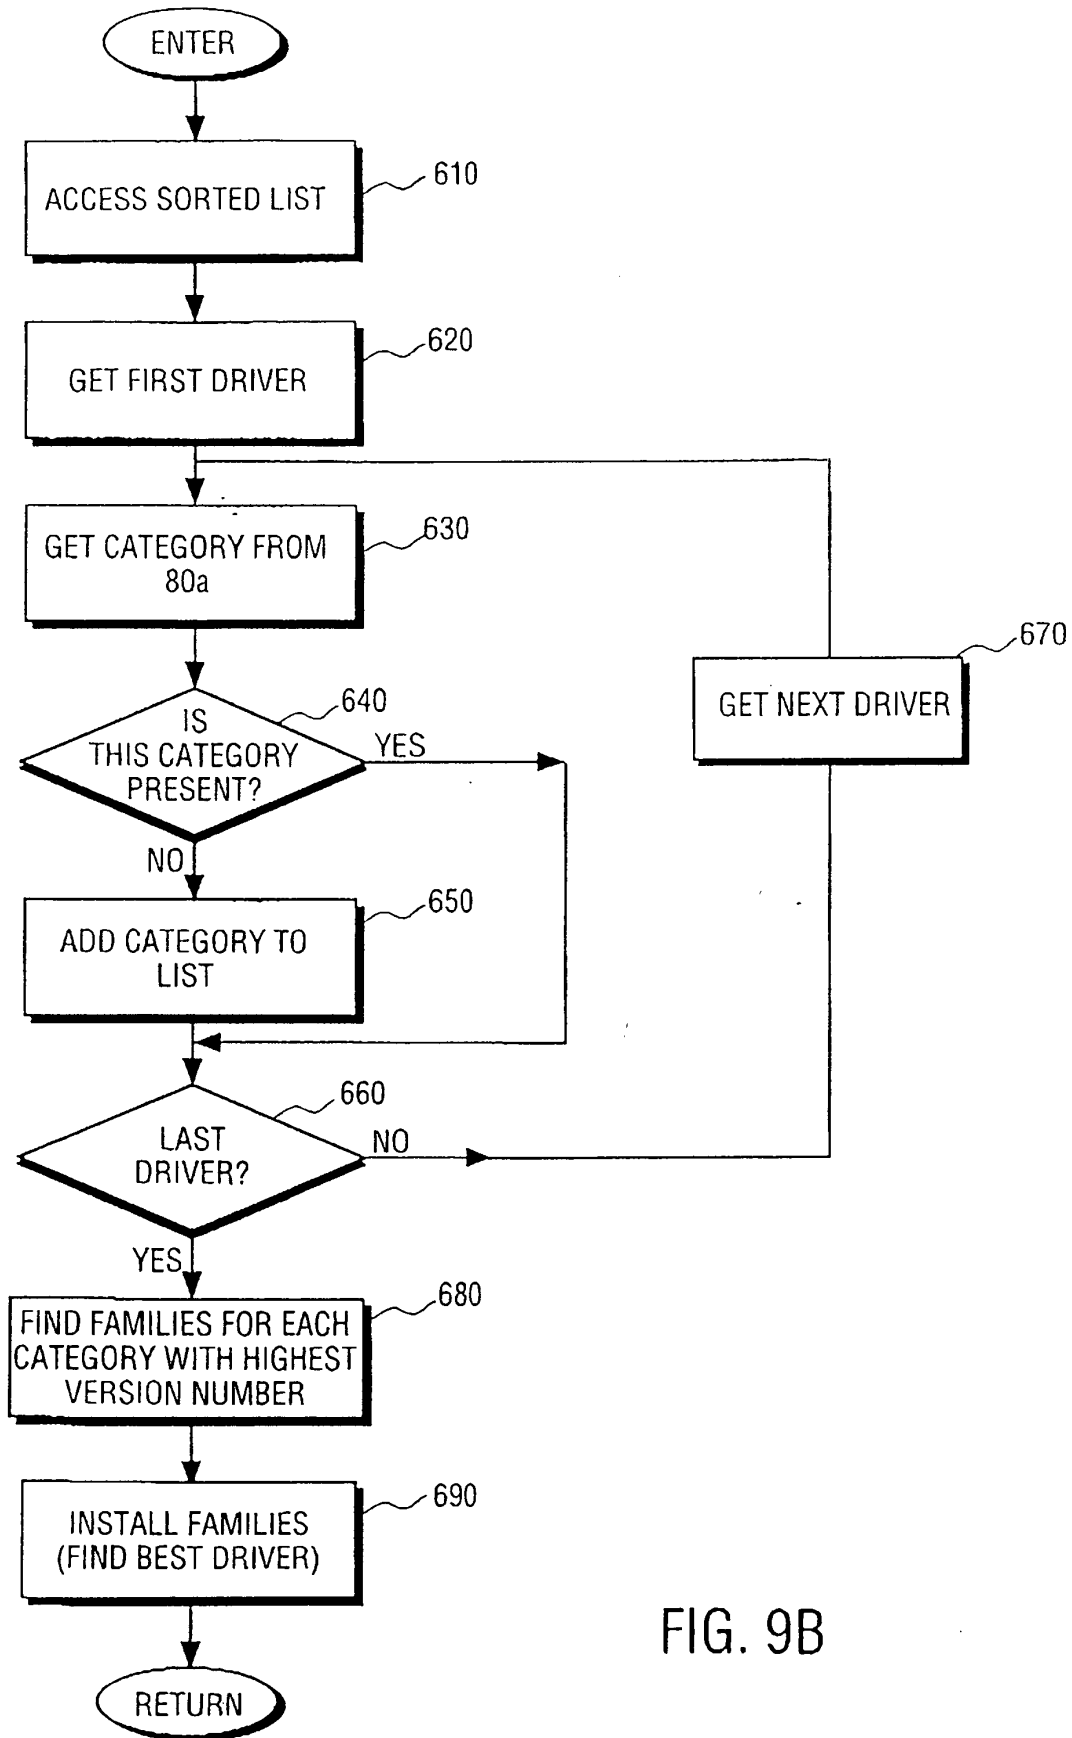 ENTER
ACCESS SORTED LIST
610
GET FIRST DRIVER
620
GET CATEGORY FROM
80a
630
IS
THIS CATEGORY
PRESENT?
640
YES
NO
GET NEXT DRIVER
670
ADD CATEGORY TO
LIST
650
LAST
DRIVER?
660
NO
YES
FIND FAMILIES FOR EACH
CATEGORY WITH HIGHEST
VERSION NUMBER
680
INSTALL FAMILIES
(FIND BEST DRIVER)
690
RETURN
FIG. 9B